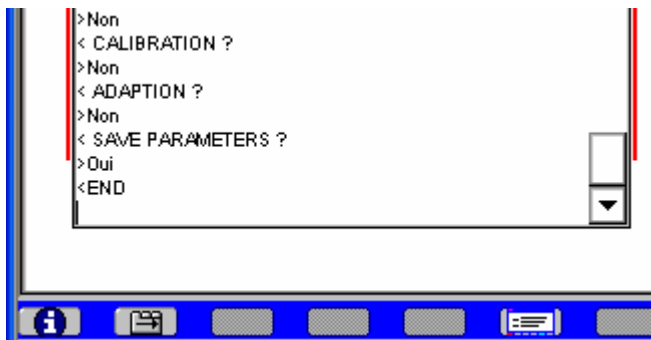 >Non
< CALIBRATION ?
>Non
< ADAPTION ?
>Non
< SAVE PARAMETERS ?
>Oui
<END